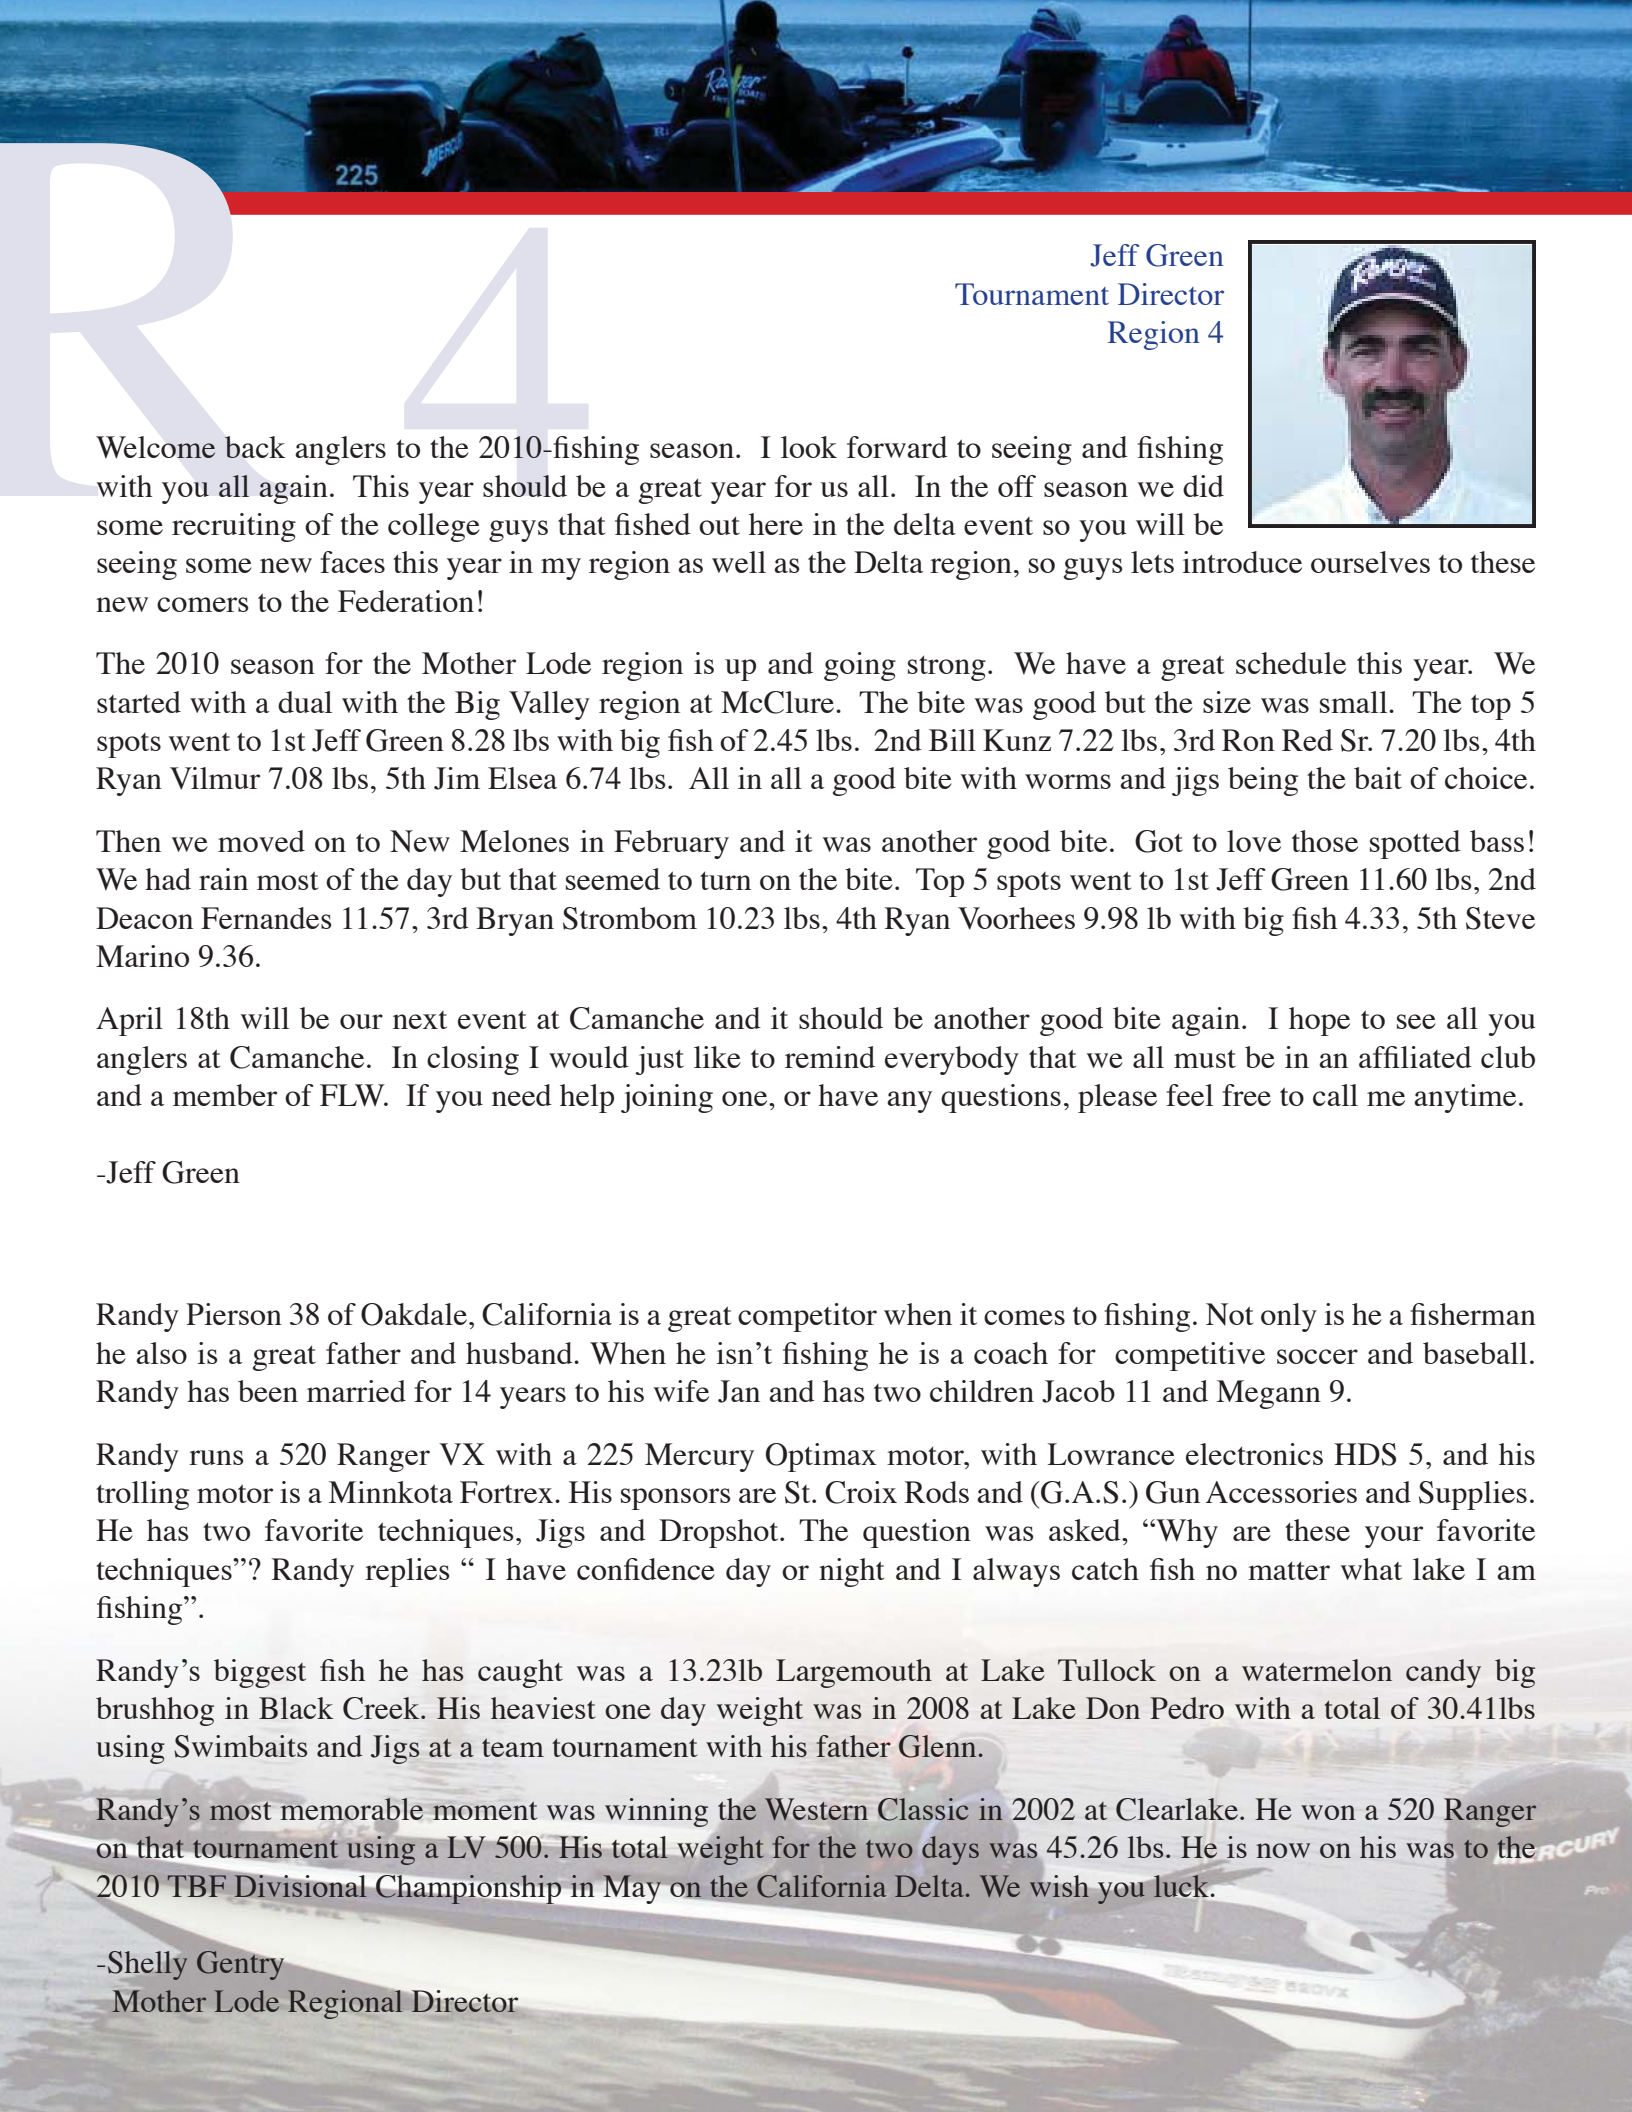 Ranger
BOATS
MERCUR
225
R 4
Jeff Green
Tournament Director
Region 4
Ranger
Welcome back anglers to the 2010-fishing season.  I look forward to seeing and fishing
with you all again.  This year should be a great year for us all.  In the off season we did
some recruiting of the college guys that fished out here in the delta event so you will be
seeing some new faces this year in my region as well as the Delta region, so guys lets introduce ourselves to these
new comers to the Federation!
The 2010 season for the Mother Lode region is up and going strong.  We have a great schedule this year.  We
started with a dual with the Big Valley region at McClure.  The bite was good but the size was small.  The top 5
spots went to 1st Jeff Green 8.28 lbs with big fish of 2.45 lbs.  2nd Bill Kunz 7.22 lbs, 3rd Ron Red Sr. 7.20 lbs, 4th
Ryan Vilmur 7.08 lbs, 5th Jim Elsea 6.74 lbs.  All in all a good bite with worms and jigs being the bait of choice.
Then we moved on to New Melones in February and it was another good bite.  Got to love those spotted bass!
We had rain most of the day but that seemed to turn on the bite.  Top 5 spots went to 1st Jeff Green 11.60 lbs, 2nd
Deacon Fernandes 11.57, 3rd Bryan Strombom 10.23 lbs, 4th Ryan Voorhees 9.98 lb with big fish 4.33, 5th Steve
Marino 9.36.
April 18th will be our next event at Camanche and it should be another good bite again.  I hope to see all you
anglers at Camanche.  In closing I would just like to remind everybody that we all must be in an affiliated club
and a member of FLW.  If you need help joining one, or have any questions, please feel free to call me anytime.
-Jeff Green
Randy Pierson 38 of Oakdale, California is a great competitor when it comes to fishing. Not only is he a fisherman
he also is a great father and husband. When he isn’t fishing he is a coach for  competitive soccer and baseball.
Randy has been married for 14 years to his wife Jan and has two children Jacob 11 and Megann 9.
Randy runs a 520 Ranger VX with a 225 Mercury Optimax motor, with Lowrance electronics HDS 5, and his
trolling motor is a Minnkota Fortrex. His sponsors are St. Croix Rods and (G.A.S.) Gun Accessories and Supplies.
He has two favorite techniques, Jigs and Dropshot. The question was asked, “Why are these your favorite
techniques”? Randy replies “ I have confidence day or night and I always catch fish no matter what lake I am
fishing”.
Randy’s biggest fish he has caught was a 13.23lb Largemouth at Lake Tullock on a watermelon candy big
brushhog in Black Creek. His heaviest one day weight was in 2008 at Lake Don Pedro with a total of 30.41lbs
using Swimbaits and Jigs at a team tournament with his father Glenn.
Randy’s most memorable moment was winning the Western Classic in 2002 at Clearlake. He won a 520 Ranger
on that tournament using a LV 500. His total weight for the two days was 45.26 lbs. He is now on his was to the
2010 TBF Divisional Championship in May on the California Delta. We wish you luck.
MERCURY
Pro
-Shelly Gentry
Mother Lode Regional Director
Ranger 520VX